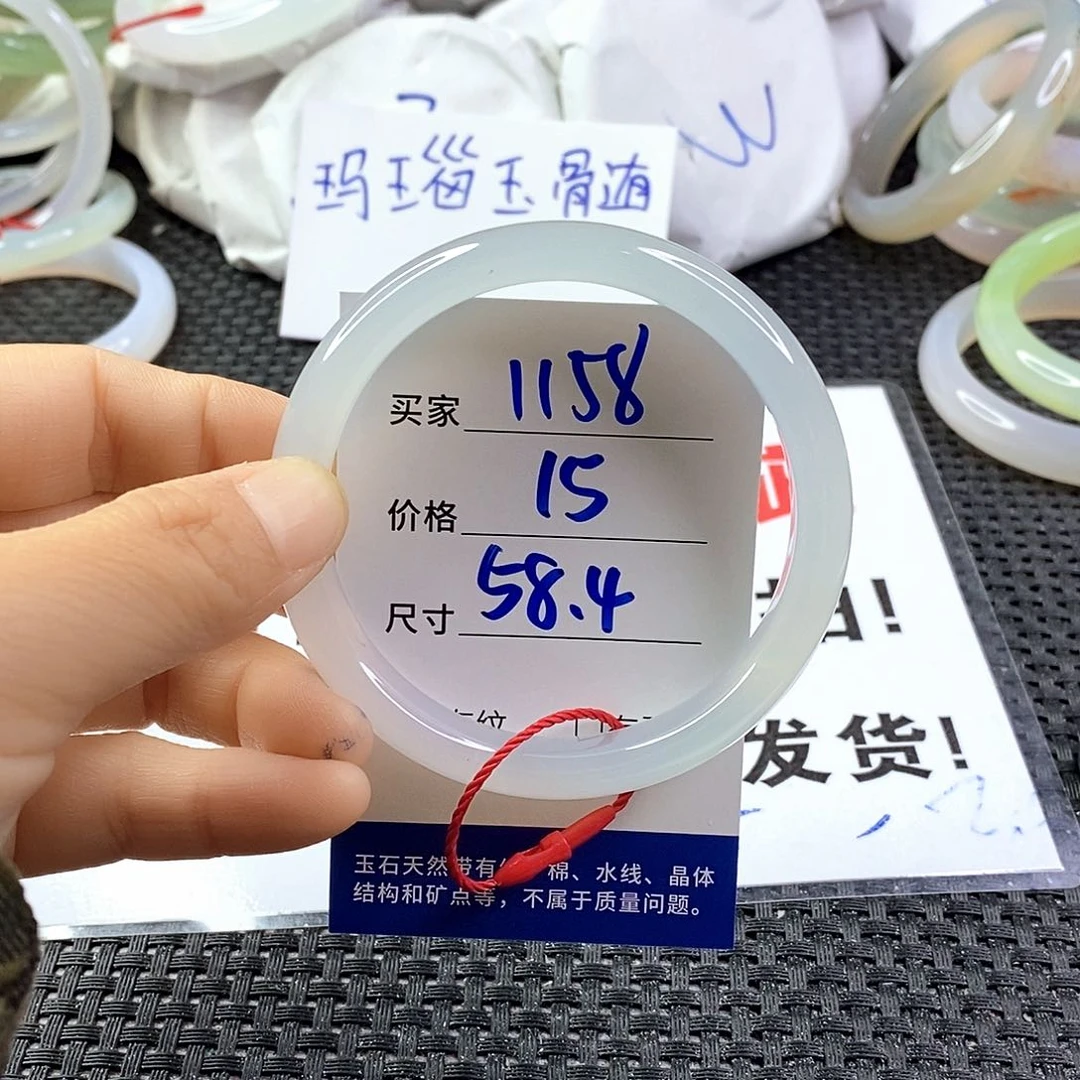 玛瑙玉骨髓
买家 1158
价格 15
尺寸 58.4
发货!
玉石天然带有 棉、水线、晶体
结构和矿点等，不属于质量问题。